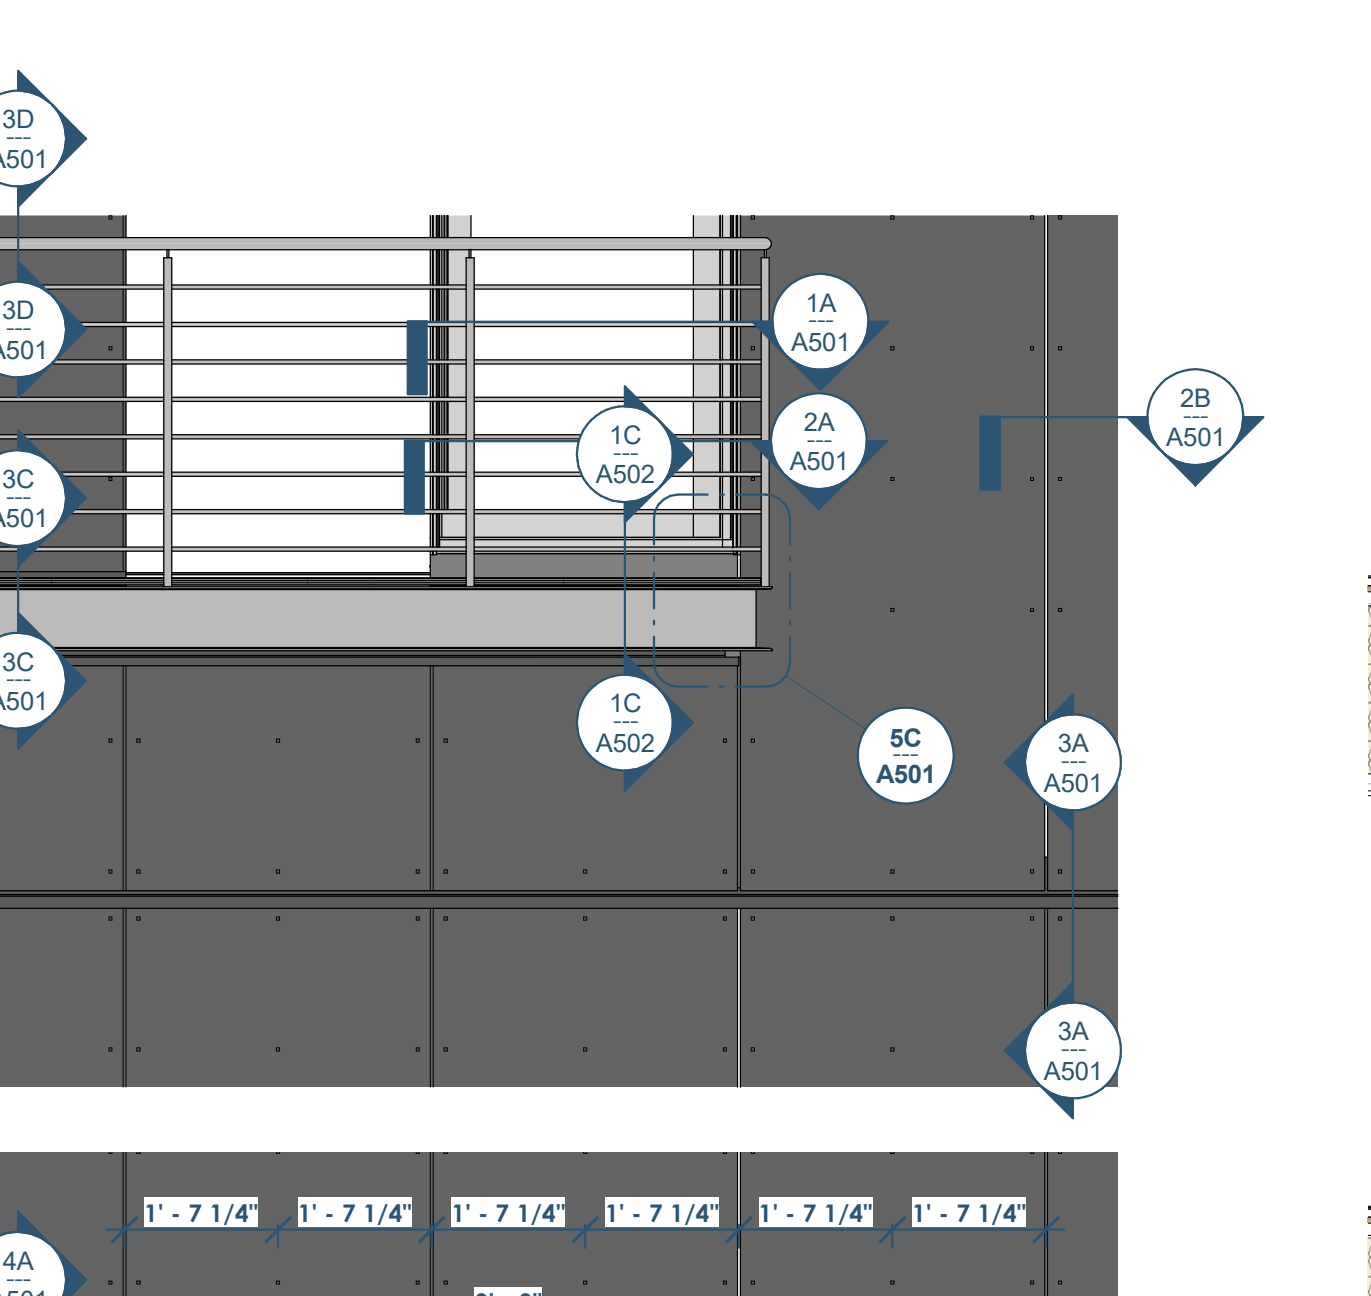 3D
---
A501
3D
---
A501
1A
---
A501
2B
---
A501
1C
---
A502
2A
---
A501
3C
---
A501
3C
---
A501
1C
---
A502
5C
---
A501
3A
---
A501
3A
---
A501
1' - 7 1/4" 1' - 7 1/4" 1' - 7 1/4" 1' - 7 1/4" 1' - 7 1/4" 1' - 7 1/4"
4A
---